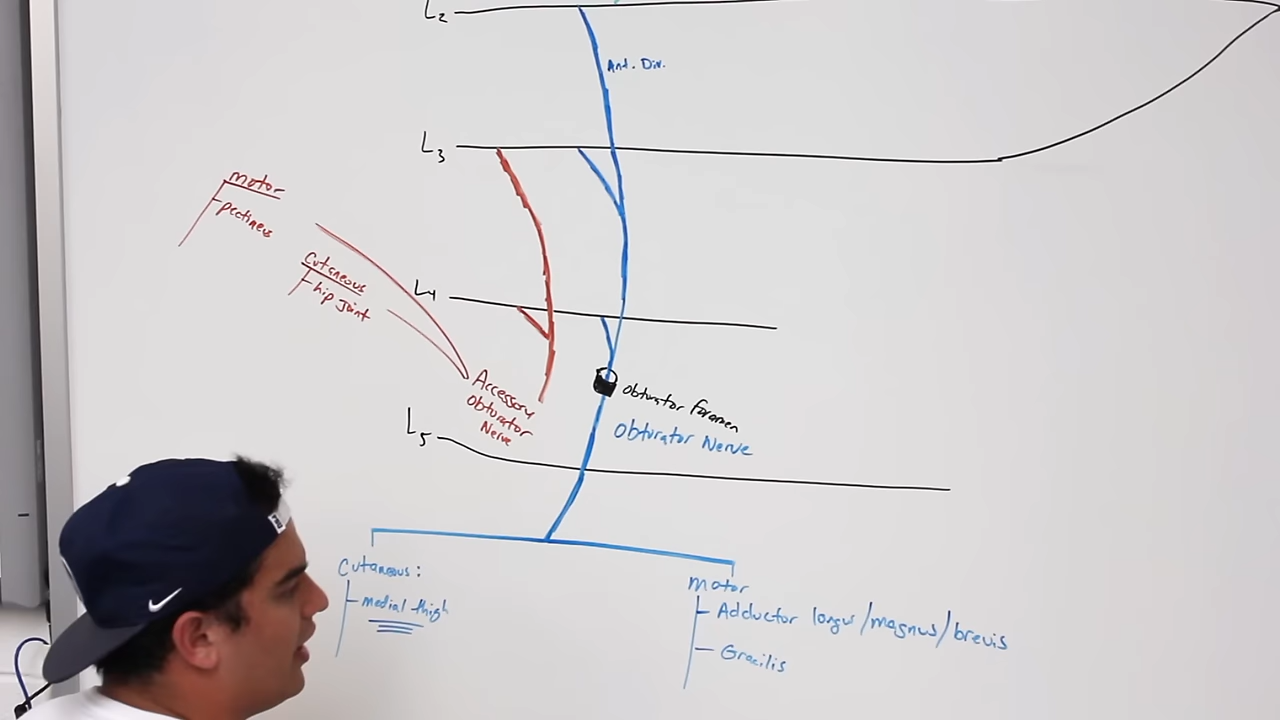 L2
Ant. Div.
L3
motor
pectineus
Cutaneous
hip joint
L4
Accessory
obturator
Nerve
obturator foramen
Obturator Nerve
L5
Cutaneous:
medial thigh
motor
Adductor longus/magnus/brevis
Gracilis